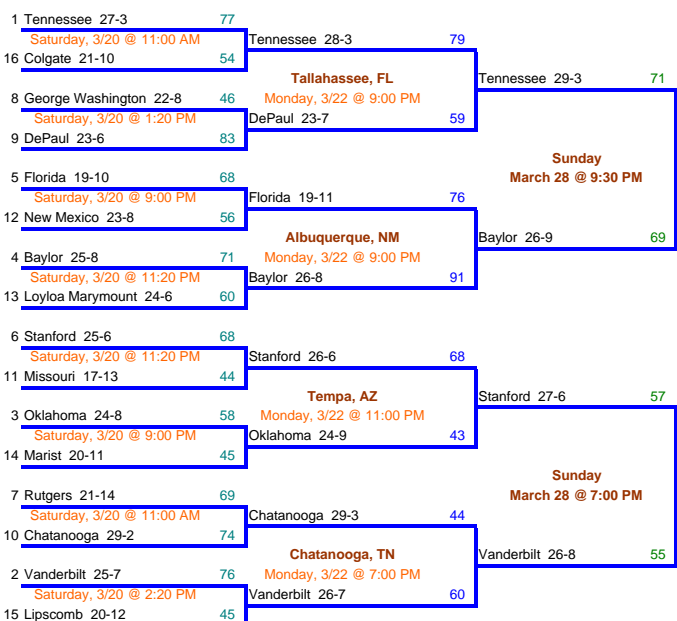 1 Tennessee 27-3 77
Saturday, 3/20 @ 11:00 AM
Tennessee 28-3 79
16 Colgate 21-10 54
Tallahassee, FL
Tennessee 29-3 71
8 George Washington 22-8 46
Monday, 3/22 @ 9:00 PM
Saturday, 3/20 @ 1:20 PM
DePaul 23-7 59
9 DePaul 23-6 83
Sunday
March 28 @ 9:30 PM
5 Florida 19-10 68
Saturday, 3/20 @ 9:00 PM
Florida 19-11 76
12 New Mexico 23-8 56
Albuquerque, NM
Baylor 26-9 69
4 Baylor 25-8 71
Monday, 3/22 @ 9:00 PM
Saturday, 3/20 @ 11:20 PM
Baylor 26-8 91
13 Loyloa Marymount 24-6 60
6 Stanford 25-6 68
Saturday, 3/20 @ 11:20 PM
Stanford 26-6 68
11 Missouri 17-13 44
Tempa, AZ
Stanford 27-6 57
3 Oklahoma 24-8 58
Monday, 3/22 @ 11:00 PM
Saturday, 3/20 @ 9:00 PM
Oklahoma 24-9 43
14 Marist 20-11 45
Sunday
March 28 @ 7:00 PM
7 Rutgers 21-14 69
Saturday, 3/20 @ 11:00 AM
Chatanooga 29-3 44
10 Chatanooga 29-2 74
Chatanooga, TN
Vanderbilt 26-8 55
2 Vanderbilt 25-7 76
Monday, 3/22 @ 7:00 PM
Saturday, 3/20 @ 2:20 PM
Vanderbilt 26-7 60
15 Lipscomb 20-12 45